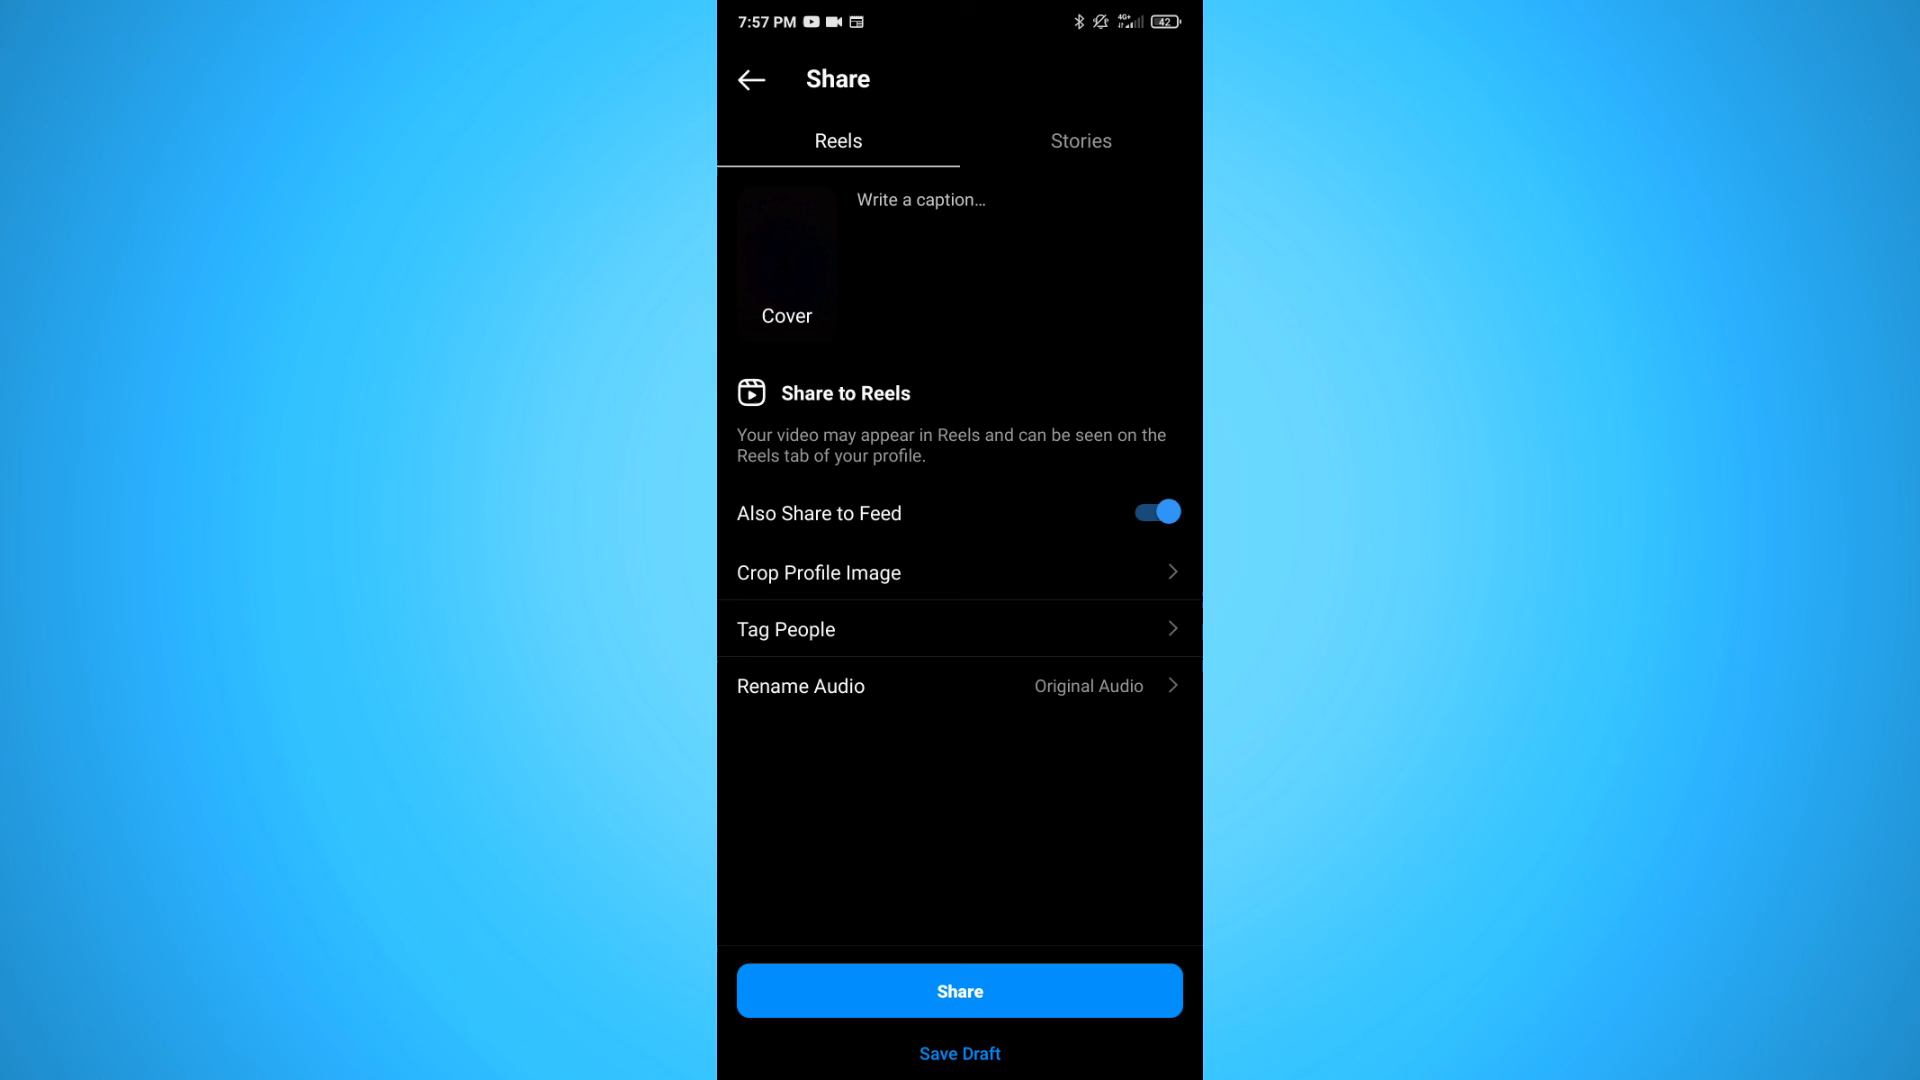 7:57 PM
4G+
42
Share
Reels
Stories
Write a caption...
Cover
Share to Reels
Your video may appear in Reels and can be seen on the
Reels tab of your profile.
Also Share to Feed
Crop Profile Image
Tag People
Rename Audio
Original Audio
Share
Save Draft